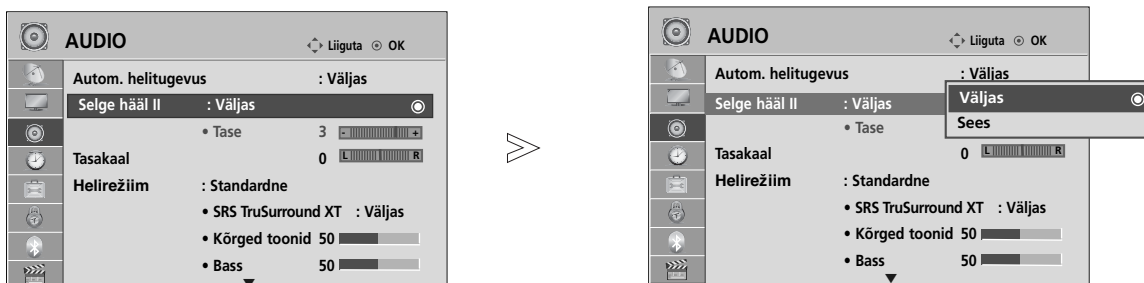 AUDIO
Liiguta OK
Autom. helitugevus : Väljas
Selge hääl II : Väljas
• Tase 3 - +
Tasakaal 0 L R
Helirežiim : Standardne
• SRS TruSurround XT : Väljas
• Kõrged toonid 50
• Bass 50
AUDIO
Liiguta OK
Autom. helitugevus : Väljas
Selge hääl II : Väljas
Väljas
Sees
• Tase
Tasakaal 0 L R
Helirežiim : Standardne
• SRS TruSurround XT : Väljas
• Kõrged toonid 50
• Bass 50